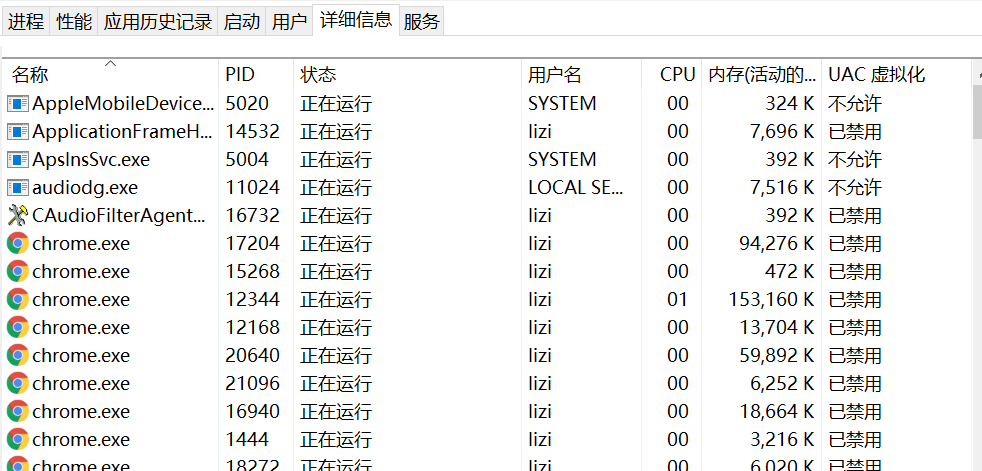 进程 性能 应用历史记录 启动 用户 详细信息 服务
名称 PID 状态 用户名 CPU 内存(活动的... UAC 虚拟化
AppleMobileDevice... 5020 正在运行 SYSTEM 00 324 K 不允许
ApplicationFrameH... 14532 正在运行 lizi 00 7,696 K 已禁用
ApsInsSvc.exe 5004 正在运行 SYSTEM 00 392 K 不允许
audiodg.exe 11024 正在运行 LOCAL SE... 00 7,516 K 不允许
CAudioFilterAgent... 16732 正在运行 lizi 00 392 K 已禁用
chrome.exe 17204 正在运行 lizi 00 94,276 K 已禁用
chrome.exe 15268 正在运行 lizi 00 472 K 已禁用
chrome.exe 12344 正在运行 lizi 01 153,160 K 已禁用
chrome.exe 12168 正在运行 lizi 00 13,704 K 已禁用
chrome.exe 20640 正在运行 lizi 00 59,892 K 已禁用
chrome.exe 21096 正在运行 lizi 00 6,252 K 已禁用
chrome.exe 16940 正在运行 lizi 00 18,664 K 已禁用
chrome.exe 1444 正在运行 lizi 00 3,216 K 已禁用
chrome.exe 18272 正在运行 lizi 00 6,020 K 已禁用